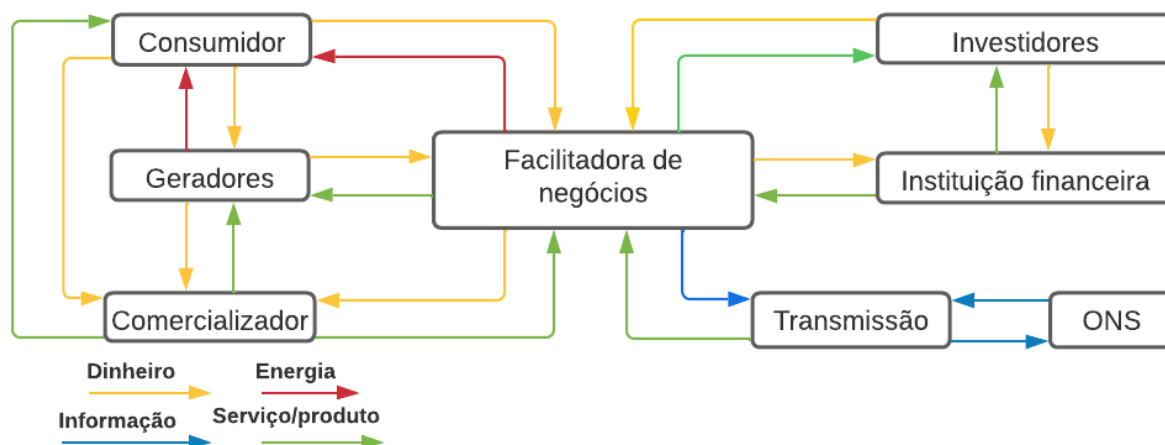 Consumidor
Investidores
Facilitadora de
negócios
Geradores
Instituição financeira
Comercializador
Transmissão
ONS
Dinheiro
Energia
Informação
Serviço/produto